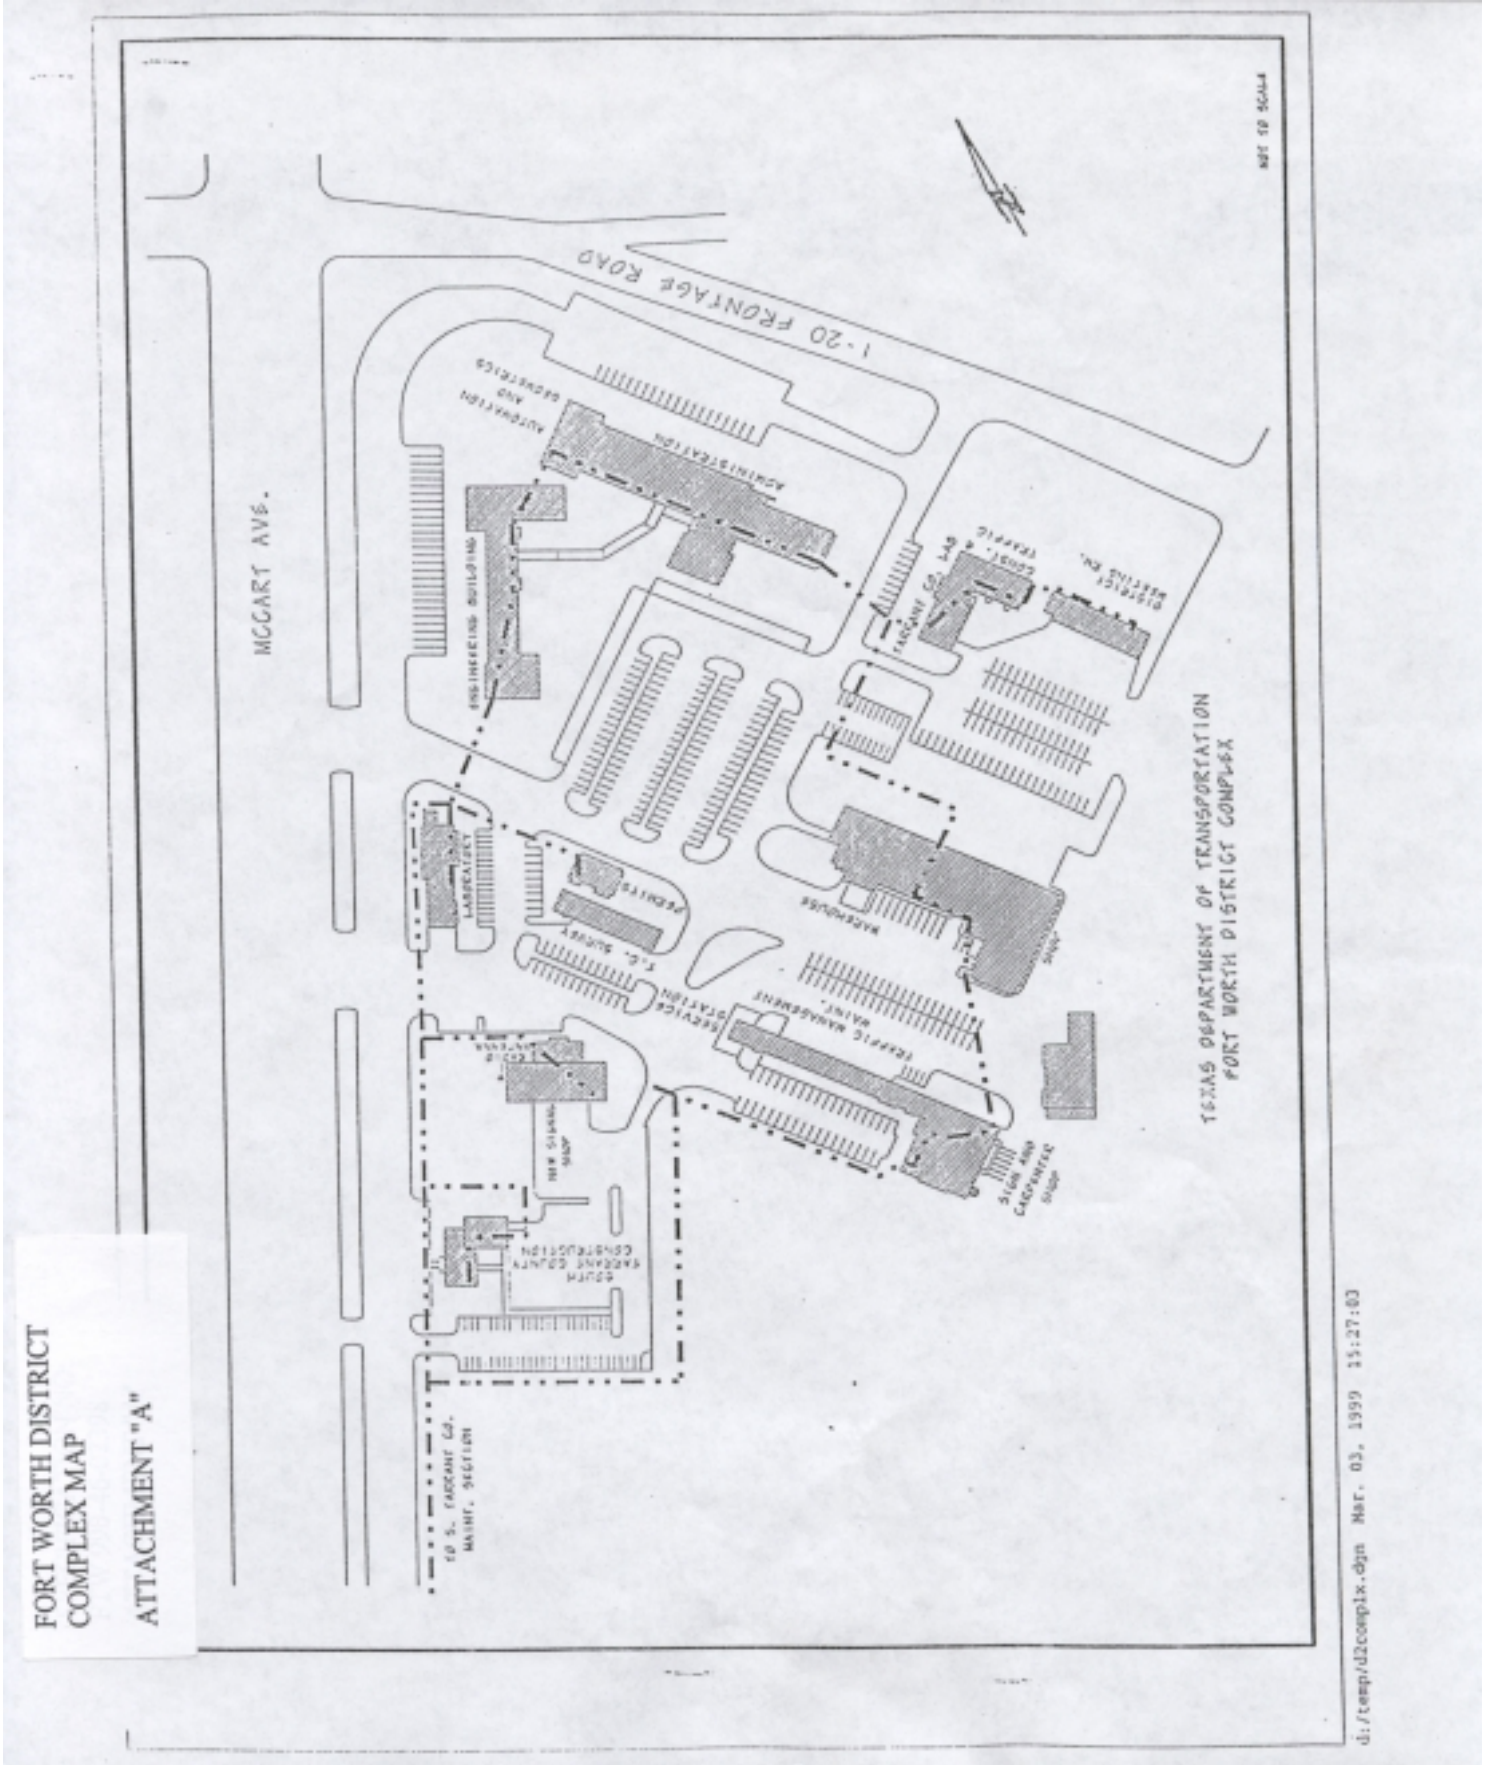 FORT WORTH DISTRICT
COMPLEX MAP
ATTACHMENT "A"
NOT TO SCALE
I-20 FRONTAGE ROAD
MCCART AVE.
AUTOMATION
AND
GEOMETRICS
ADMINISTRATION
ENGINEERING BUILDING
TARRANT CO. LAB
CONST. &
TRAFFIC
DISTRICT
MEETING RM.
LABORATORY
PERMITS
T.C. SURVEY
WAREHOUSE
SHOP
SERVICE
STATION
TRAFFIC MANAGEMENT
MAINT.
RADIO
ANTENNA
NEW SIGNAL
SHOP
SIGN AND
CARPENTER
SHOP
SOUTH
TARRANT COUNTY
CONSTRUCTION
TO S. TARRANT CO.
MAINT. SECTION
TEXAS DEPARTMENT OF TRANSPORTATION
FORT WORTH DISTRICT COMPLEX
d:/temp/d2complx.dgn Mar. 03, 1999 15:27:03